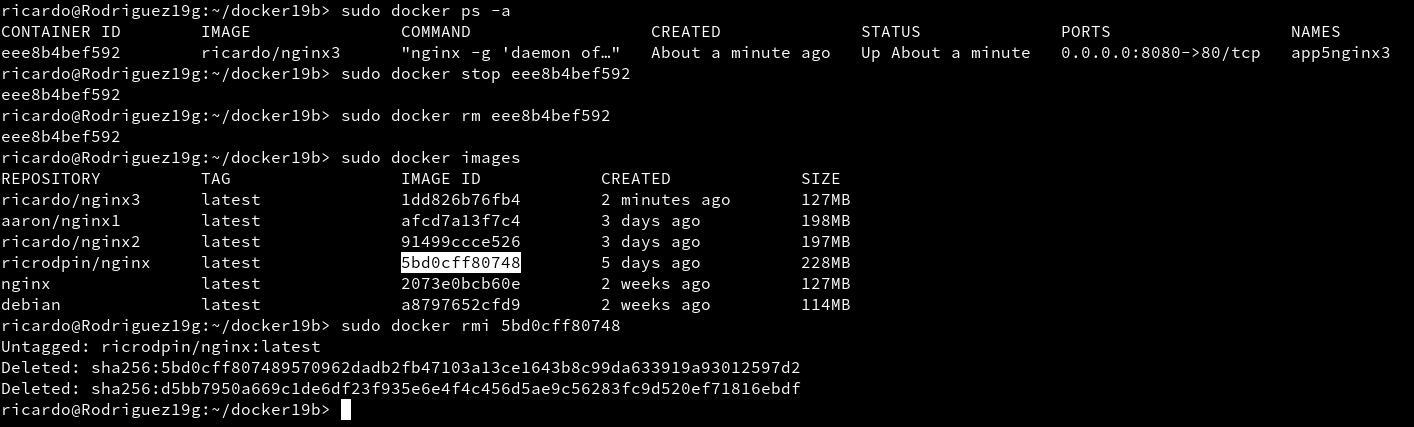 ricardo@Rodriguez19g:~/docker19b> sudo docker ps -a
CONTAINER ID        IMAGE               COMMAND                  CREATED              STATUS              PORTS                  NAMES
eee8b4bef592        ricardo/nginx3      "nginx -g 'daemon of…"   About a minute ago   Up About a minute   0.0.0.0:8080->80/tcp   app5nginx3
ricardo@Rodriguez19g:~/docker19b> sudo docker stop eee8b4bef592
eee8b4bef592
ricardo@Rodriguez19g:~/docker19b> sudo docker rm eee8b4bef592
eee8b4bef592
ricardo@Rodriguez19g:~/docker19b> sudo docker images
REPOSITORY          TAG                 IMAGE ID            CREATED             SIZE
ricardo/nginx3      latest              1dd826b76fb4        2 minutes ago       127MB
aaron/nginx1        latest              afcd7a13f7c4        3 days ago          198MB
ricardo/nginx2      latest              91499ccce526        3 days ago          197MB
ricrodpin/nginx     latest              5bd0cff80748        5 days ago          228MB
nginx               latest              2073e0bcb60e        2 weeks ago         127MB
debian              latest              a8797652cfd9        2 weeks ago         114MB
ricardo@Rodriguez19g:~/docker19b> sudo docker rmi 5bd0cff80748
Untagged: ricrodpin/nginx:latest
Deleted: sha256:5bd0cff807489570962dadb2fb47103a13ce1643b8c99da633919a93012597d2
Deleted: sha256:d5bb7950a669c1de6df23f935e6e4f4c456d5ae9c56283fc9d520ef71816ebdf
ricardo@Rodriguez19g:~/docker19b>